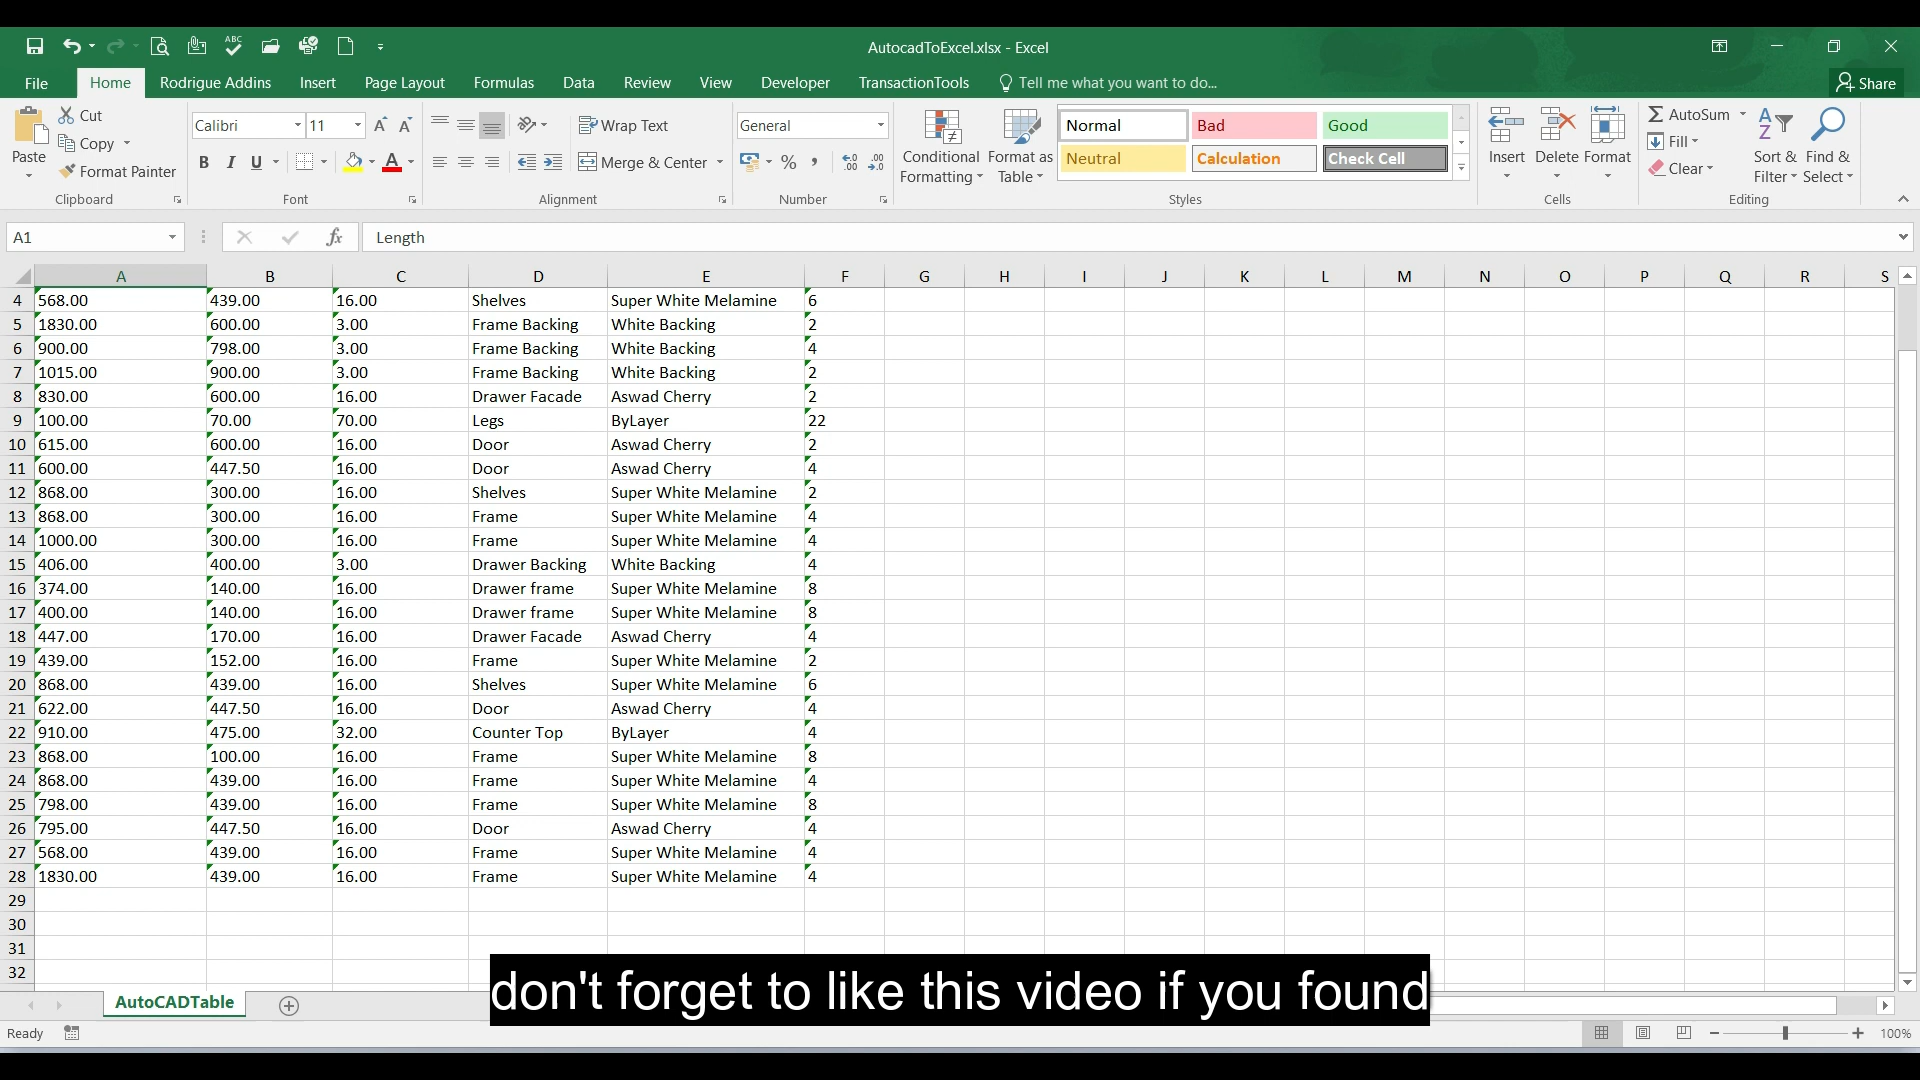 AutocadToExcel.xlsx - Excel
File Home Rodrigue Addins Insert Page Layout Formulas Data Review View Developer TransactionTools Tell me what you want to do... Share
Paste
Cut
Copy
Format Painter
Clipboard
Calibri 11
B I U A
Font
Wrap Text
Merge & Center
Alignment
General
Number
Conditional Formatting
Format as Table
Normal Bad Good
Neutral Calculation Check Cell
Styles
Insert Delete Format
Cells
AutoSum
Fill
Clear
Sort & Filter
Find & Select
Editing
A1 fx Length
A B C D E F G H I J K L M N O P Q R S
4 568.00 439.00 16.00 Shelves Super White Melamine 6
5 1830.00 600.00 3.00 Frame Backing White Backing 2
6 900.00 798.00 3.00 Frame Backing White Backing 4
7 1015.00 900.00 3.00 Frame Backing White Backing 2
8 830.00 600.00 16.00 Drawer Facade Aswad Cherry 2
9 100.00 70.00 70.00 Legs ByLayer 22
10 615.00 600.00 16.00 Door Aswad Cherry 2
11 600.00 447.50 16.00 Door Aswad Cherry 4
12 868.00 300.00 16.00 Shelves Super White Melamine 2
13 868.00 300.00 16.00 Frame Super White Melamine 4
14 1000.00 300.00 16.00 Frame Super White Melamine 4
15 406.00 400.00 3.00 Drawer Backing White Backing 4
16 374.00 140.00 16.00 Drawer frame Super White Melamine 8
17 400.00 140.00 16.00 Drawer frame Super White Melamine 8
18 447.00 170.00 16.00 Drawer Facade Aswad Cherry 4
19 439.00 152.00 16.00 Frame Super White Melamine 2
20 868.00 439.00 16.00 Shelves Super White Melamine 6
21 622.00 447.50 16.00 Door Aswad Cherry 4
22 910.00 475.00 32.00 Counter Top ByLayer 4
23 868.00 100.00 16.00 Frame Super White Melamine 8
24 868.00 439.00 16.00 Frame Super White Melamine 4
25 798.00 439.00 16.00 Frame Super White Melamine 8
26 795.00 447.50 16.00 Door Aswad Cherry 4
27 568.00 439.00 16.00 Frame Super White Melamine 4
28 1830.00 439.00 16.00 Frame Super White Melamine 4
29
30
31
32
don't forget to like this video if you found
AutoCADTable
Ready 100%